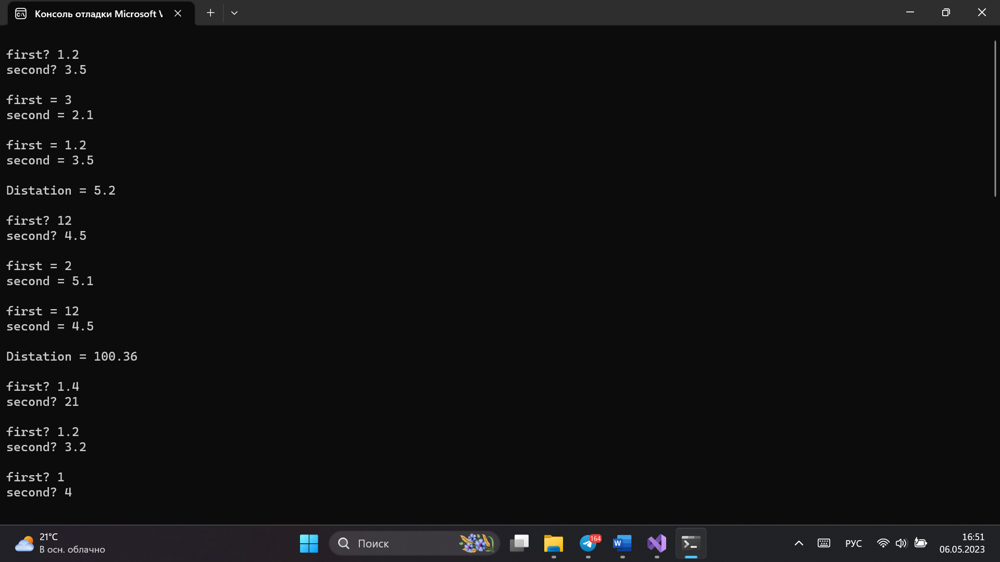 Консоль отладки Microsoft V
first? 1.2
second? 3.5
first = 3
second = 2.1
first = 1.2
second = 3.5
Distation = 5.2
first? 12
second? 4.5
first = 2
second = 5.1
first = 12
second = 4.5
Distation = 100.36
first? 1.4
second? 21
first? 1.2
second? 3.2
first? 1
second? 4
21°C
В осн. облачно
Поиск
164
W
РУС
16:51
06.05.2023